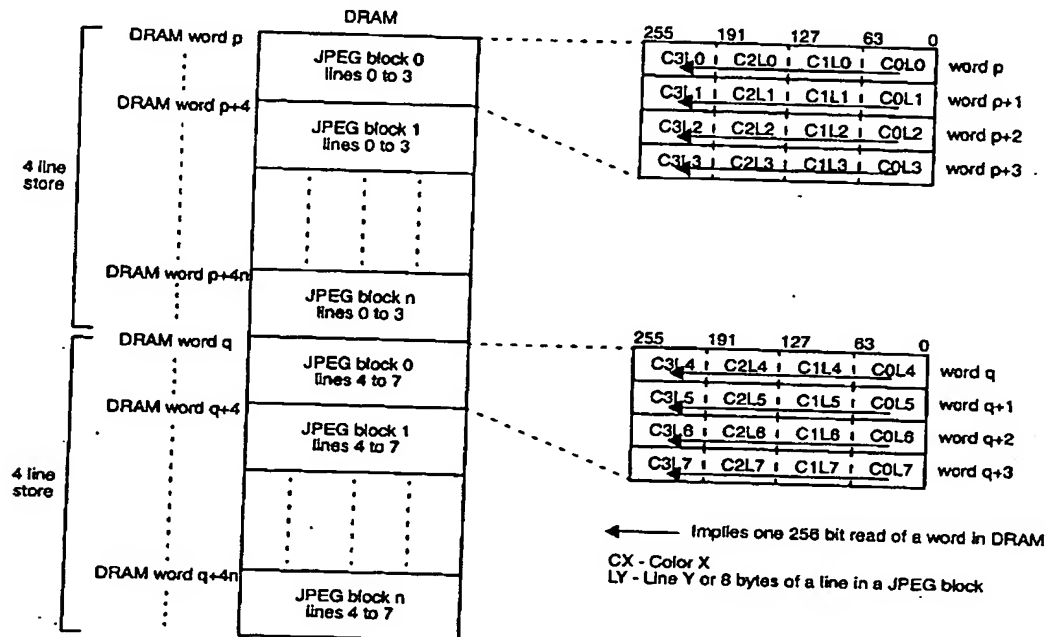 DRAM
DRAM word p
JPEG block 0
lines 0 to 3
DRAM word p+4
JPEG block 1
lines 0 to 3
4 line
store
DRAM word p+4n
JPEG block n
lines 0 to 3
DRAM word q
JPEG block 0
lines 4 to 7
DRAM word q+4
JPEG block 1
lines 4 to 7
4 line
store
DRAM word q+4n
JPEG block n
lines 4 to 7
255 191 127 63 0
C3L0 C2L0 C1L0 C0L0 word p
C3L1 C2L1 C1L1 C0L1 word p+1
C3L2 C2L2 C1L2 C0L2 word p+2
C3L3 C2L3 C1L3 C0L3 word p+3
255 191 127 63 0
C3L4 C2L4 C1L4 C0L4 word q
C3L5 C2L5 C1L5 C0L5 word q+1
C3L6 C2L6 C1L6 C0L6 word q+2
C3L7 C2L7 C1L7 C0L7 word q+3
Implies one 256 bit read of a word in DRAM
CX - Color X
LY - Line Y or 8 bytes of a line in a JPEG block